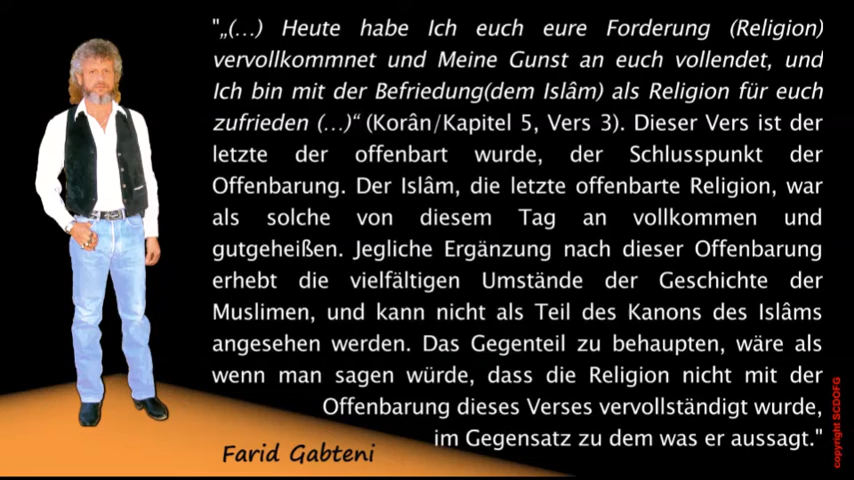 "„(…) Heute habe Ich euch eure Forderung (Religion)
vervollkommnet und Meine Gunst an euch vollendet, und
Ich bin mit der Befriedung(dem Islâm) als Religion für euch
zufrieden (…)“ (Korân/Kapitel 5, Vers 3). Dieser Vers ist der
letzte der offenbart wurde, der Schlusspunkt der
Offenbarung. Der Islâm, die letzte offenbarte Religion, war
als solche von diesem Tag an vollkommen und
gutgeheißen. Jegliche Ergänzung nach dieser Offenbarung
erhebt die vielfältigen Umstände der Geschichte der
Muslimen, und kann nicht als Teil des Kanons des Islâms
angesehen werden. Das Gegenteil zu behaupten, wäre als
wenn man sagen würde, dass die Religion nicht mit der
Offenbarung dieses Verses vervollständigt wurde,
im Gegensatz zu dem was er aussagt."
Farid Gabteni
copyright SCDOFG